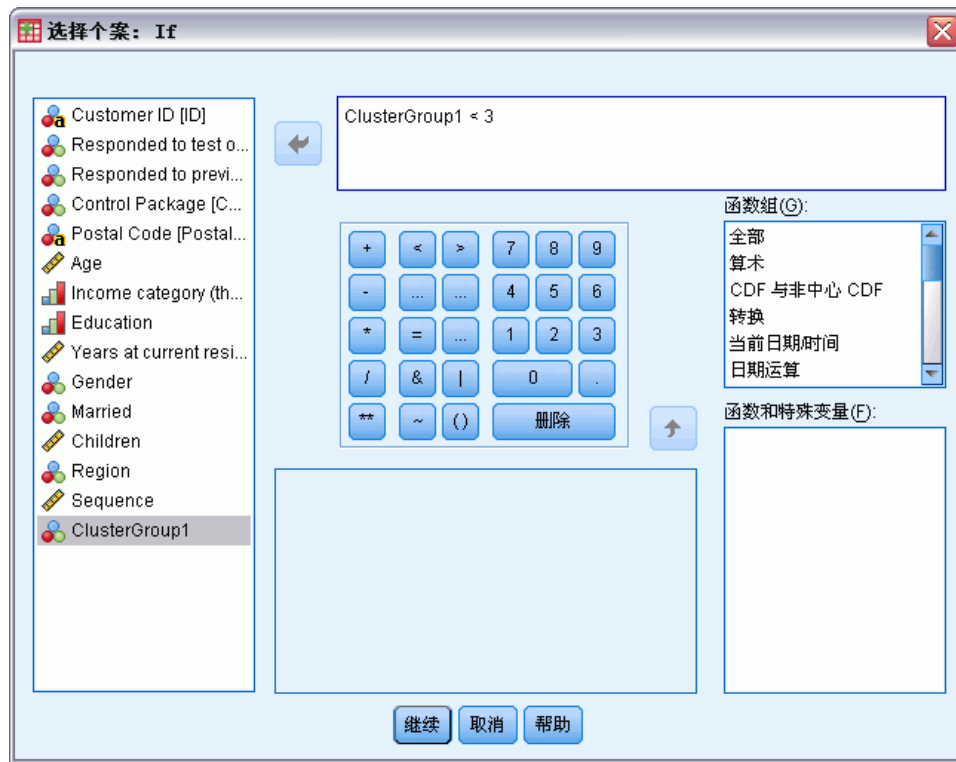 选择个案: If
Customer ID [ID]
Responded to test o...
Responded to previ...
Control Package [C...
Postal Code [Postal...
Age
Income category (th...
Education
Years at current resi...
Gender
Married
Children
Region
Sequence
ClusterGroup1
ClusterGroup1 < 3
+ < > 7 8 9
- ... ... 4 5 6
* = ... 1 2 3
/ & | 0 .
** ~ () 删除
函数组(G):
全部
算术
CDF 与非中心 CDF
转换
当前日期/时间
日期运算
函数和特殊变量(F):
继续 取消 帮助